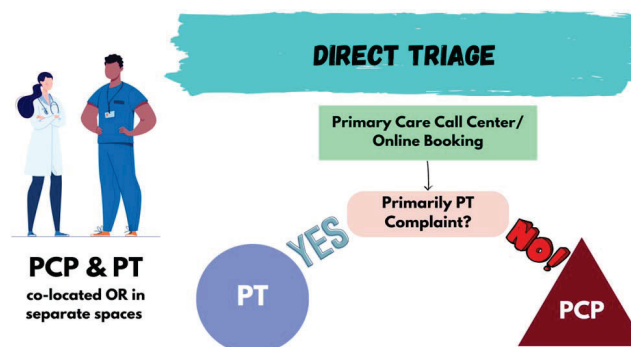 DIRECT TRIAGE
Primary Care Call Center/
Online Booking
Primarily PT
Complaint?
YES
NO!
PT
PCP
PCP & PT
co-located OR in
separate spaces